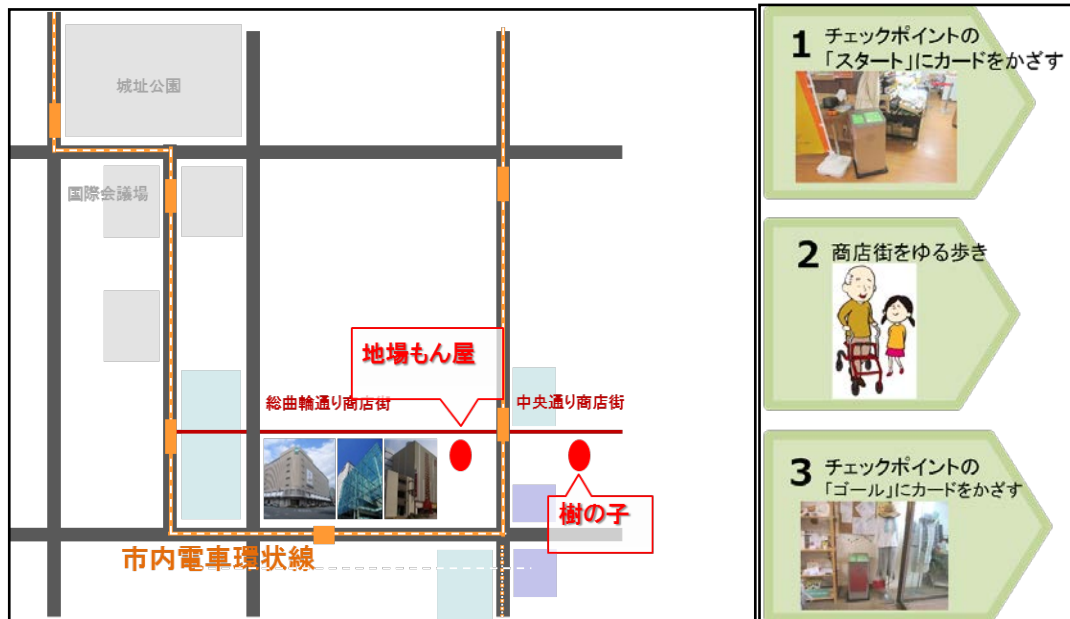 城址公園
国際会議場
地場もん屋
総曲輪通り商店街
中央通り商店街
樹の子
市内電車環状線
1 チェックポイントの
「スタート」にカードをかざす
2 商店街をゆる歩き
3 チェックポイントの
「ゴール」にカードをかざす